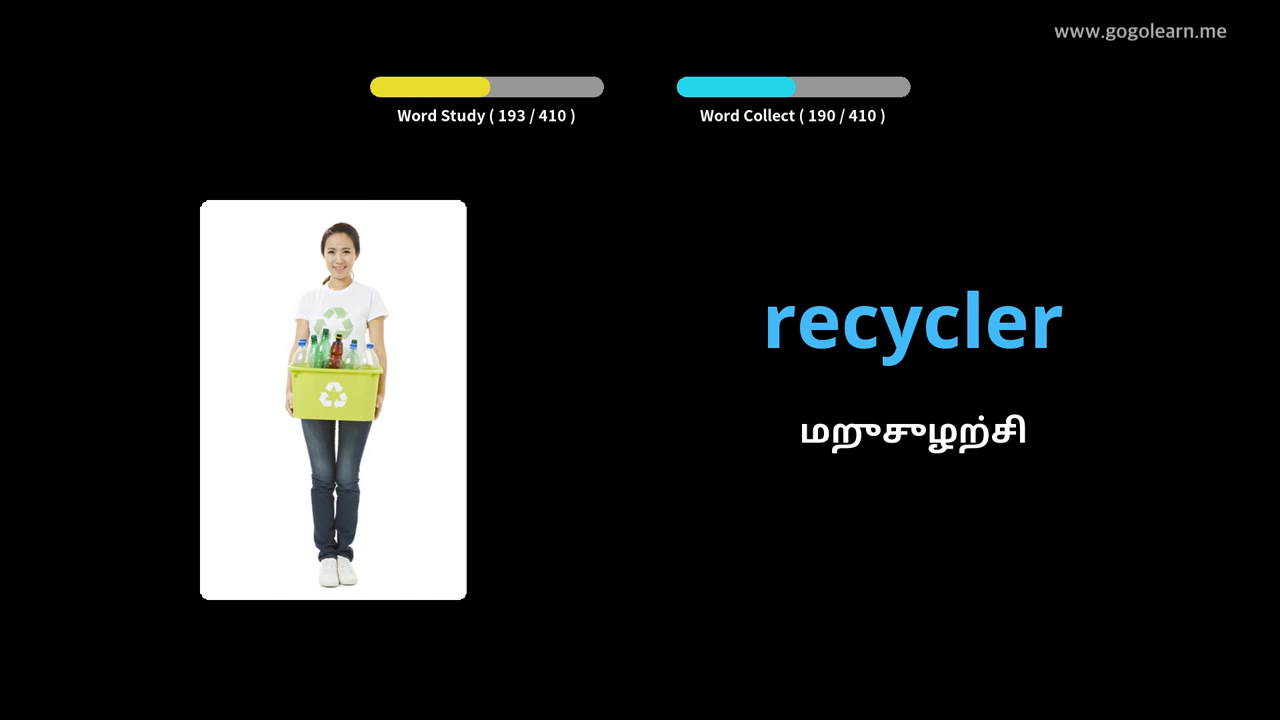 www.gogolearn.me
Word Study ( 193 / 410 )
Word Collect ( 190 / 410 )
recycler
மறுசுழற்சி